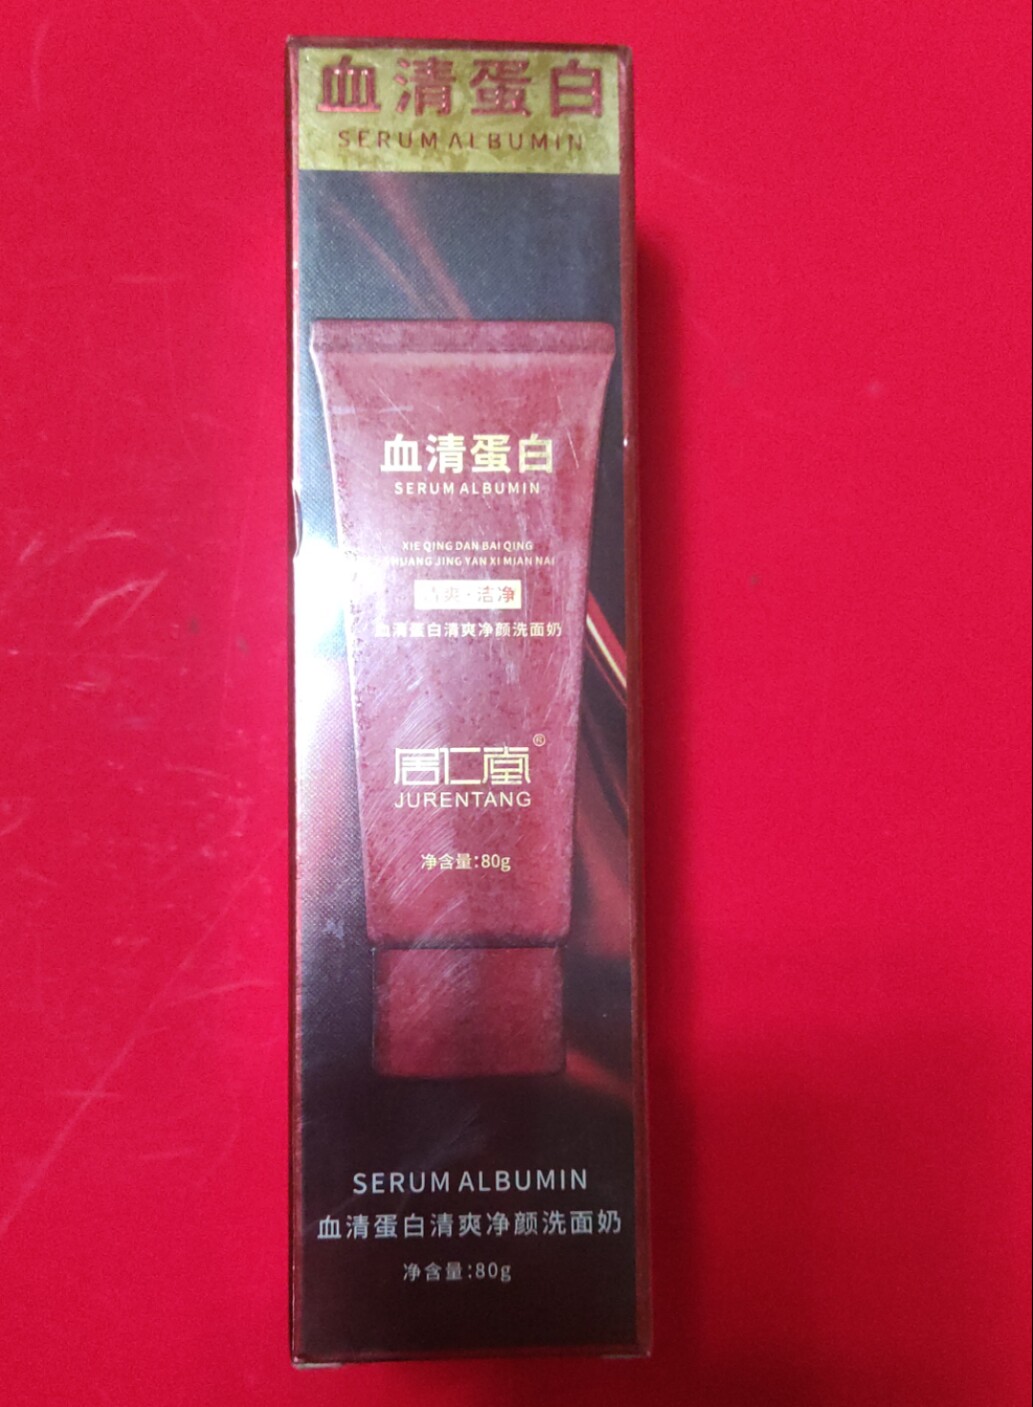 血清蛋白
SERUM ALBUMIN
血清蛋白
SERUM ALBUMIN
XIE QING DAN BAI QING
SHUANG JING YAN XI MIAN NAI
清爽·洁净
血清蛋白清爽净颜洗面奶
居仁堂®
JURENTANG
净含量:80g
SERUM ALBUMIN
血清蛋白清爽净颜洗面奶
净含量:80g